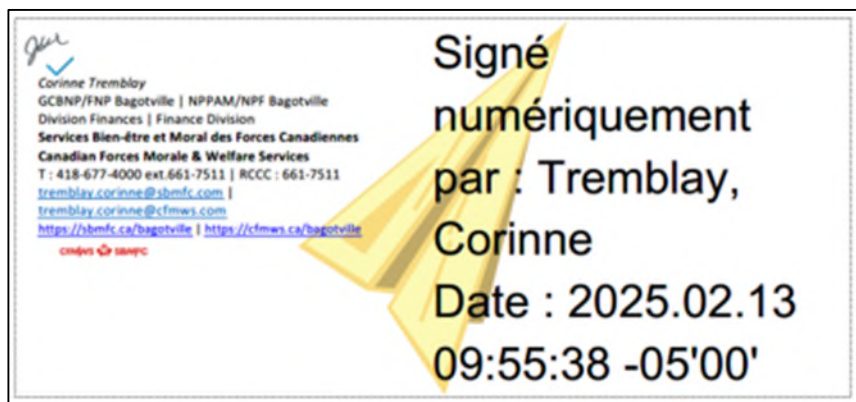 Corinne Tremblay
GCBNP/FNP Bagotville | NPPAM/NPF Bagotville
Division Finances | Finance Division
Services Bien-être et Moral des Forces Canadiennes
Canadian Forces Morale & Welfare Services
T : 418-677-4000 ext.661-7511 | RCCC : 661-7511
tremblay.corinne@sbmfc.com |
tremblay.corinne@cfmws.com
https://sbmfc.ca/bagotville | https://cfmws.ca/bagotville
CFMWS SBMFC
Signé
numériquement
par : Tremblay,
Corinne
Date : 2025.02.13
09:55:38 -05'00'